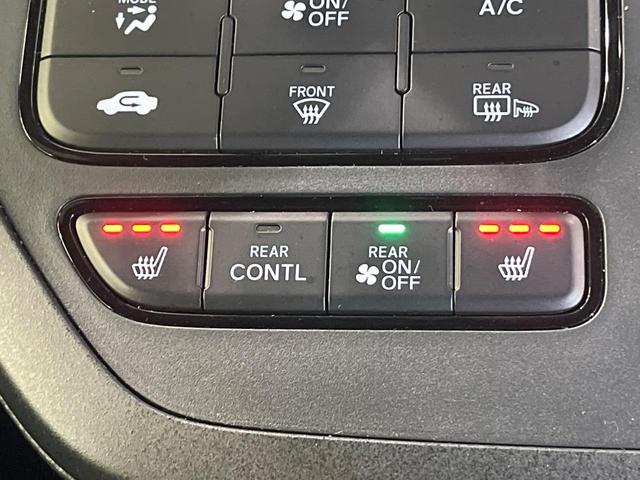 MODE
ON/
OFF
A/C
FRONT
REAR
REAR
CONTL
REAR
ON/
OFF